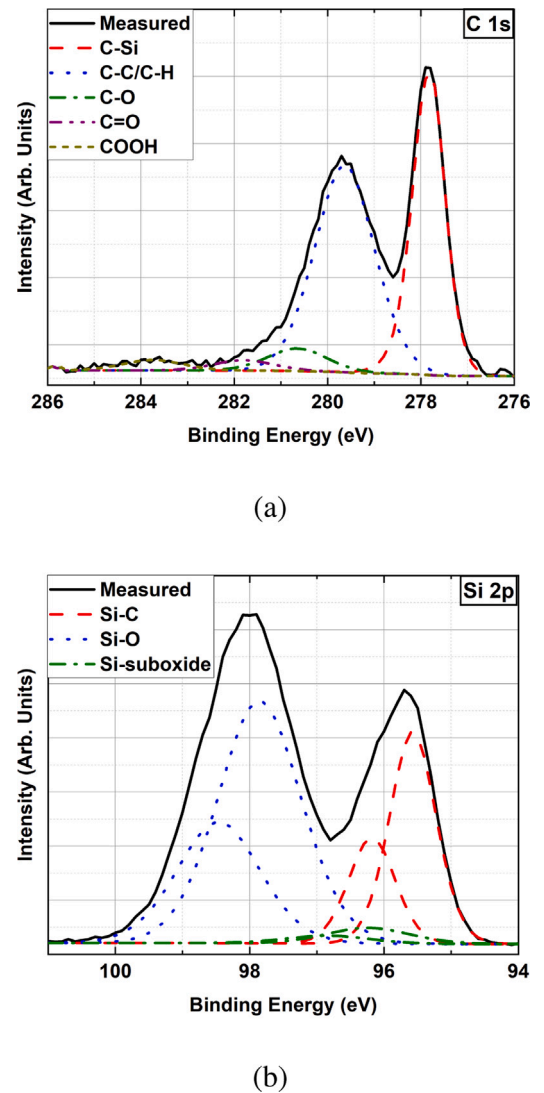 C 1s
Measured
C-Si
C-C/C-H
C-O
C=O
COOH
Intensity (Arb. Units)
286 284 282 280 278 276
Binding Energy (eV)
(a)
Si 2p
Measured
Si-C
Si-O
Si-suboxide
Intensity (Arb. Units)
100 98 96 94
Binding Energy (eV)
(b)